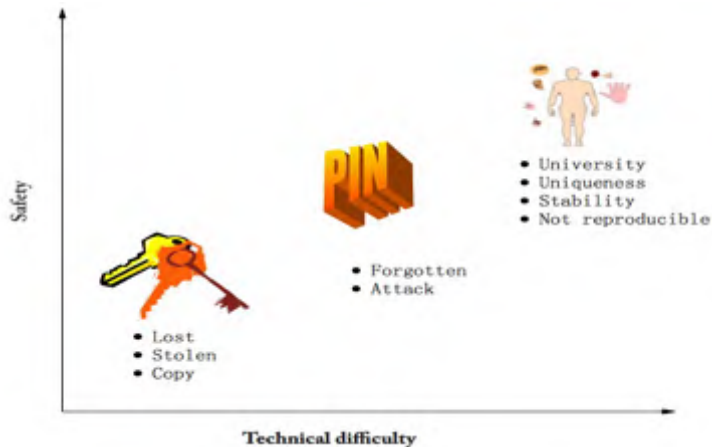 PIN
• University
• Uniqueness
• Stability
• Not reproducible
Safety
• Forgotten
• Attack
• Lost
• Stolen
• Copy
Technical difficulty